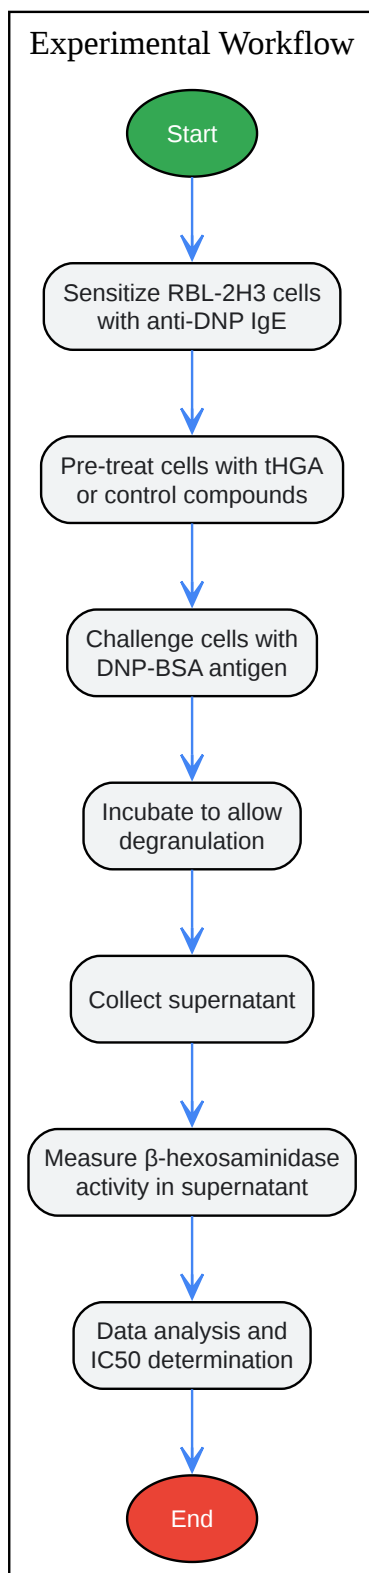 Experimental Workflow
Start
Sensitize RBL-2H3 cells
with anti-DNP IgE
Pre-treat cells with tHGA
or control compounds
Challenge cells with
DNP-BSA antigen
Incubate to allow
degranulation
Collect supernatant
Measure β-hexosaminidase
activity in supernatant
Data analysis and
IC50 determination
End